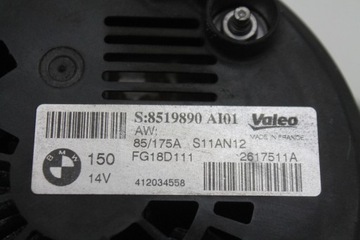 S:8519890 AI01
Valeo
MADE IN FRANCE
AW:
85/175A S11AN12
BMW
150
FG18D111
2617511A
14V
412034558